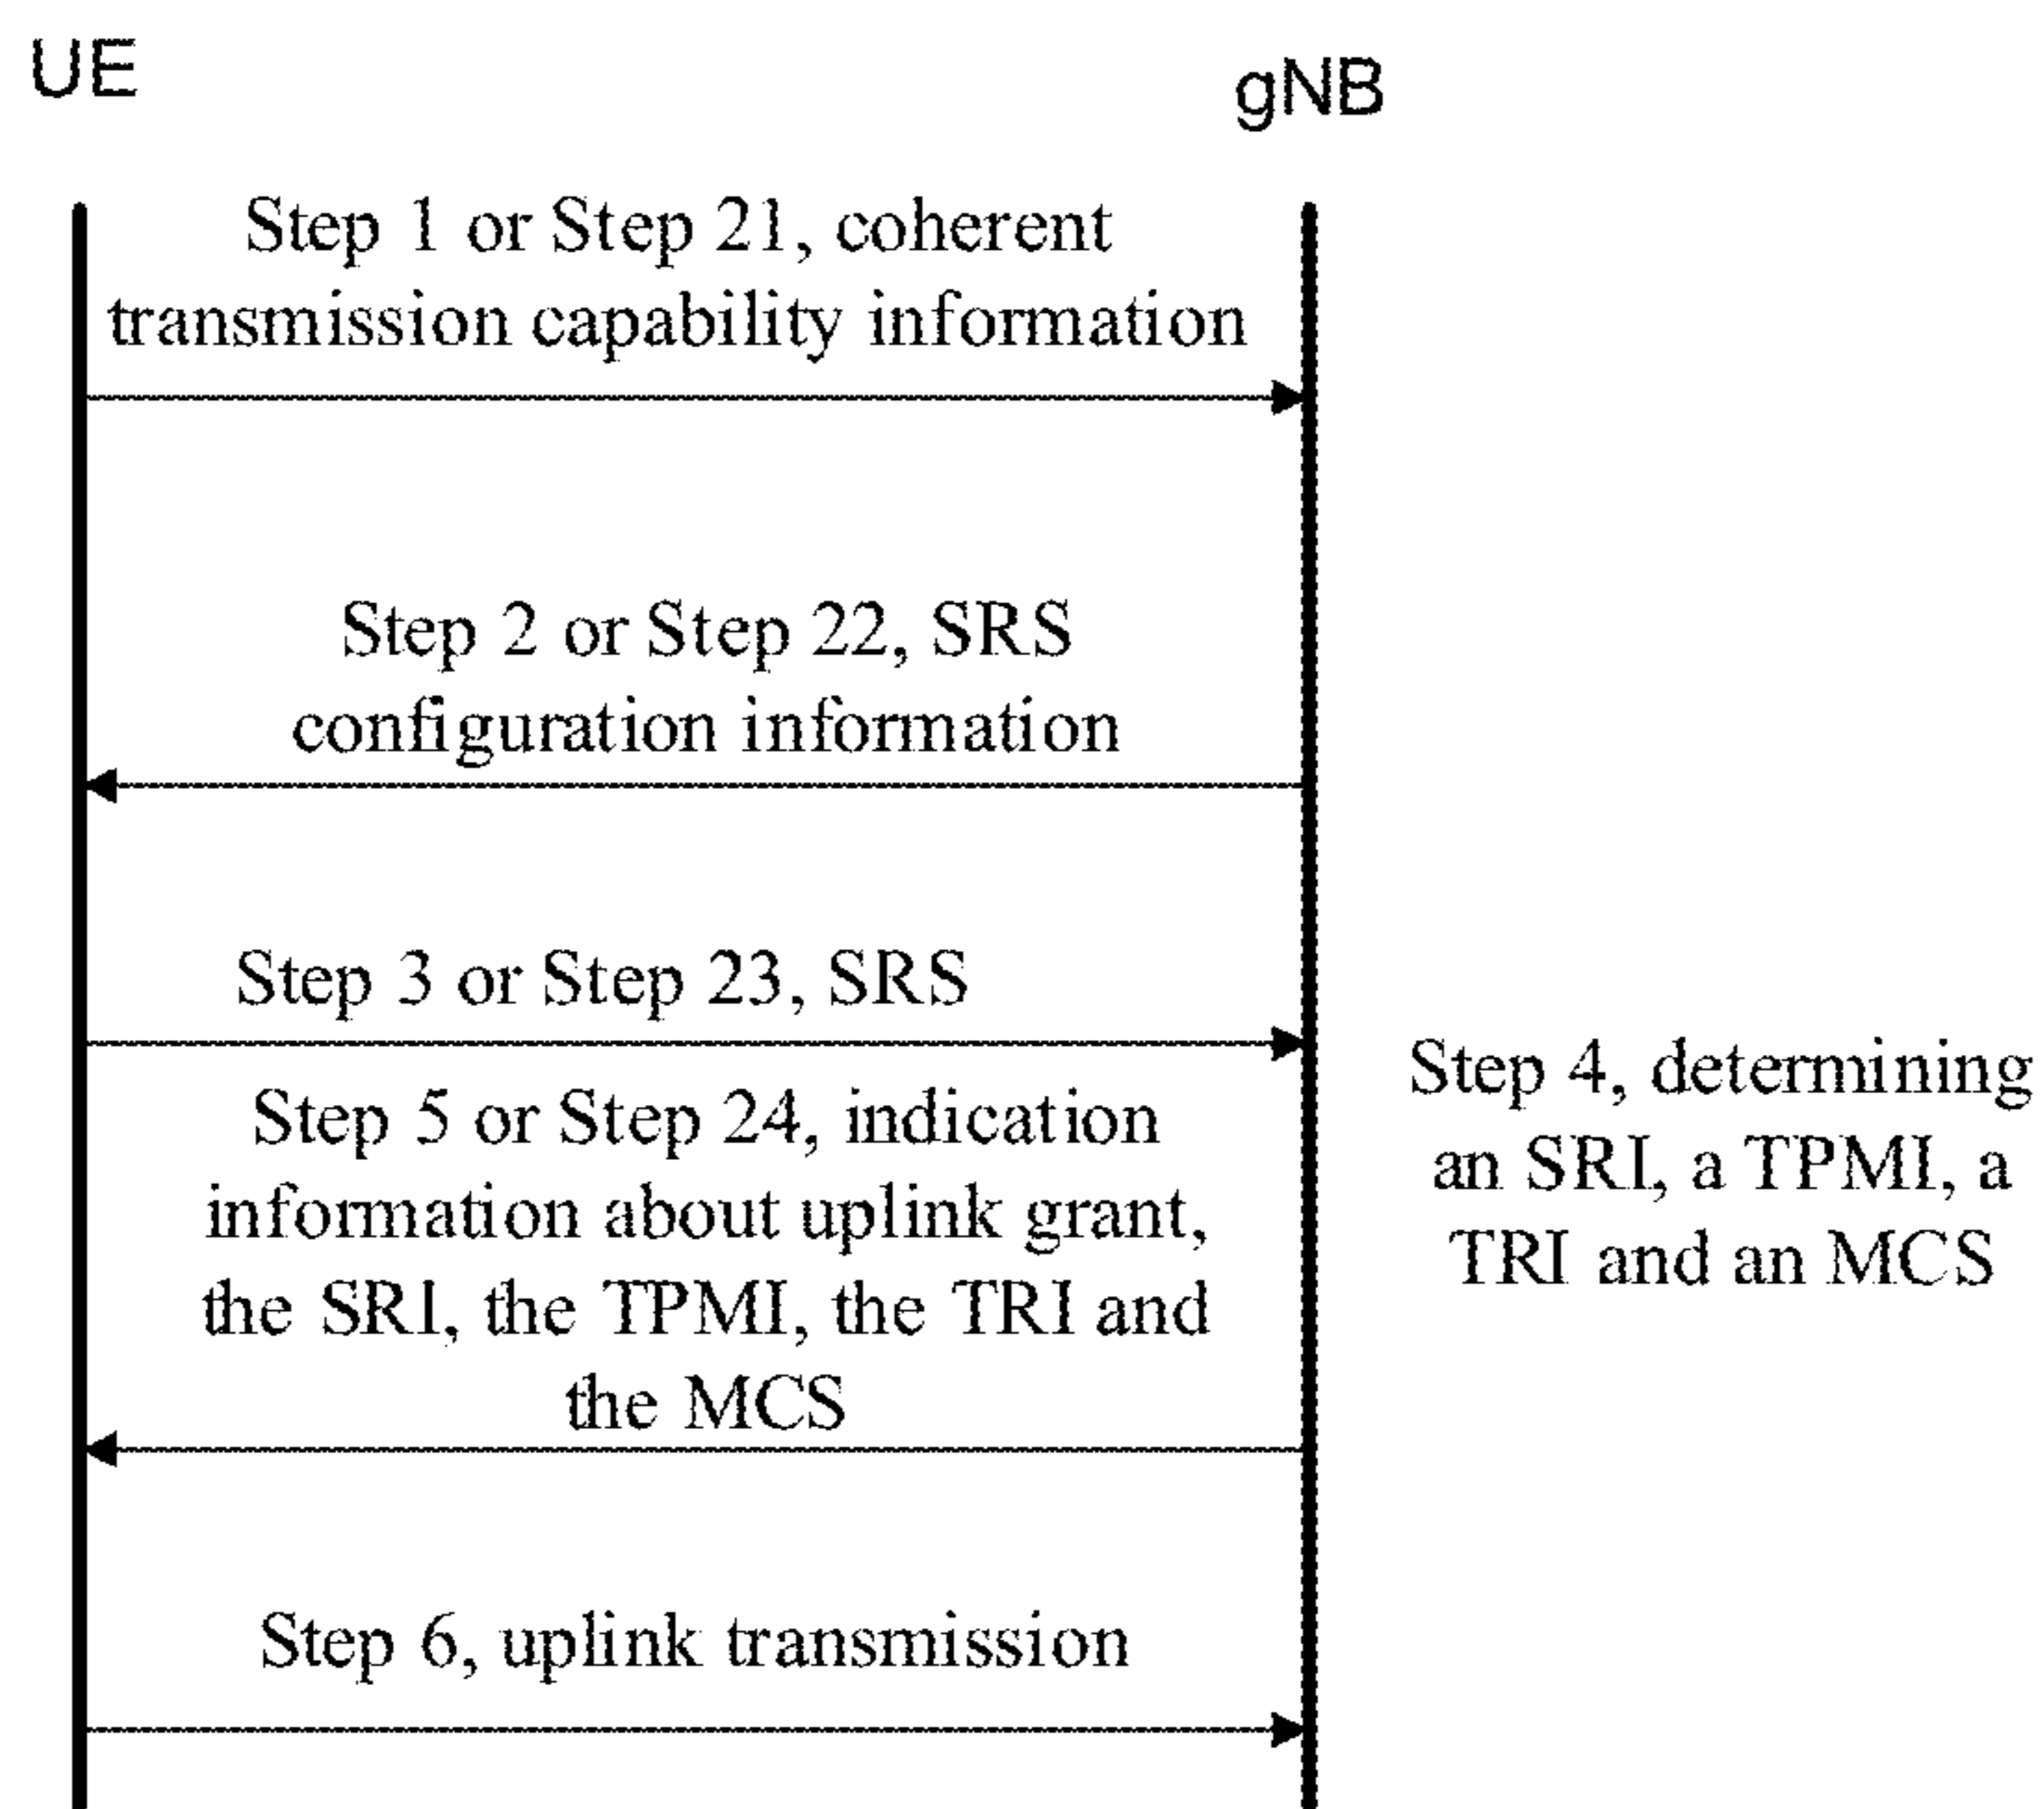 UE
gNB
Step 1 or Step 21, coherent
transmission capability information
Step 2 or Step 22, SRS
configuration information
Step 3 or Step 23, SRS
Step 4, determining
an SRI, a TPMI, a
TRI and an MCS
Step 5 or Step 24, indication
information about uplink grant,
the SRI, the TPMI, the TRI and
the MCS
Step 6, uplink transmission